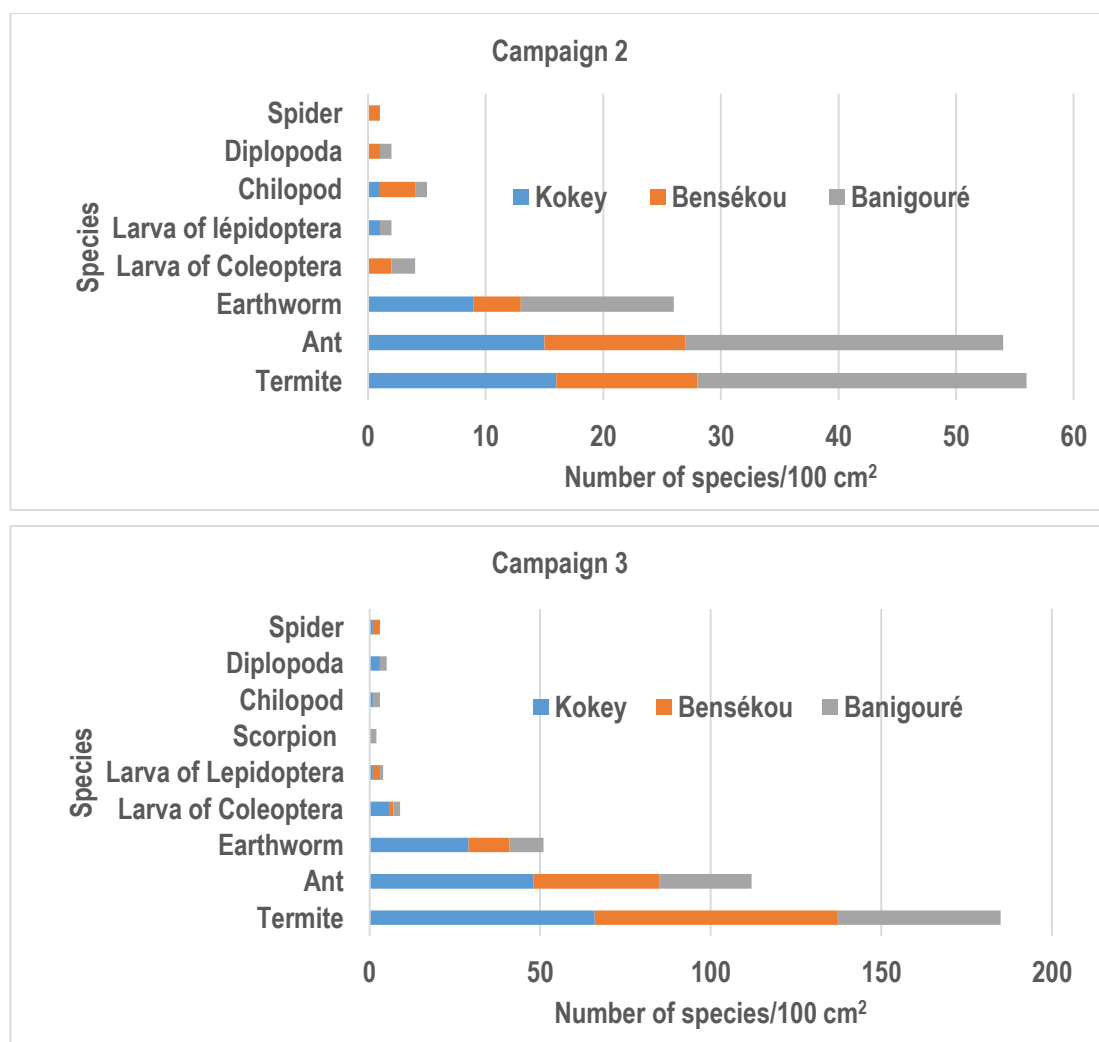 Campaign 2
Species
Spider
Diplopoda
Chilopod
Larva of lépidoptera
Larva of Coleoptera
Earthworm
Ant
Termite
Kokey Bensékou Banigouré
0 10 20 30 40 50 60
Number of species/100 cm²
Campaign 3
Species
Spider
Diplopoda
Chilopod
Scorpion
Larva of Lepidoptera
Larva of Coleoptera
Earthworm
Ant
Termite
Kokey Bensékou Banigouré
0 50 100 150 200
Number of species/100 cm²